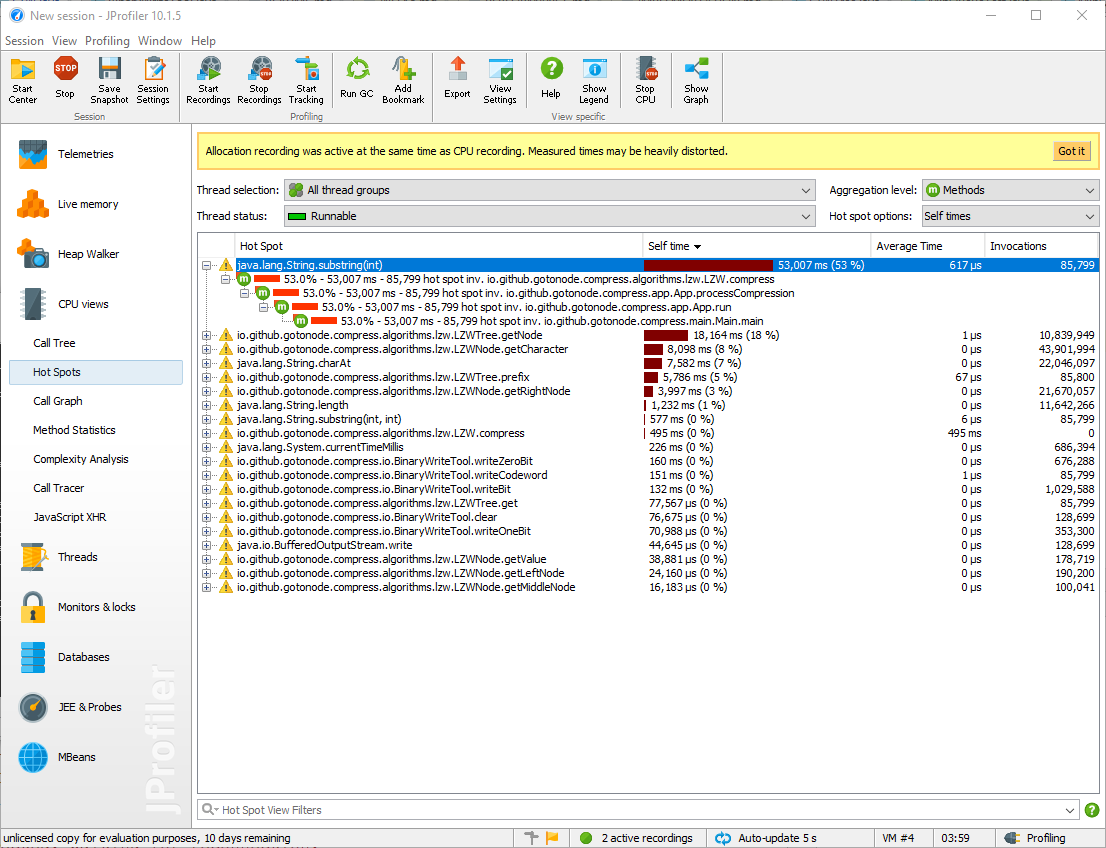 New session - JProfiler 10.1.5
Session View Profiling Window Help
Start Center
Stop
Save Snapshot
Session Settings
Start Recordings
Stop Recordings
Start Tracking
Run GC
Add Bookmark
Export
View Settings
Help
Show Legend
Stop CPU
Show Graph
Session
Profiling
View specific
Telemetries
Live memory
Heap Walker
CPU views
Call Tree
Hot Spots
Call Graph
Method Statistics
Complexity Analysis
Call Tracer
JavaScript XHR
Threads
Monitors & locks
Databases
JEE & Probes
MBeans
JProfiler
Allocation recording was active at the same time as CPU recording. Measured times may be heavily distorted.
Got it
Thread selection: All thread groups
Aggregation level: Methods
Thread status: Runnable
Hot spot options: Self times
Hot Spot Self time Average Time Invocations
java.lang.String.substring(int) 53,007 ms (53 %) 617 µs 85,799
53.0% - 53,007 ms - 85,799 hot spot inv. io.github.gotonode.compress.algorithms.lzw.LZW.compress
53.0% - 53,007 ms - 85,799 hot spot inv. io.github.gotonode.compress.app.App.processCompression
53.0% - 53,007 ms - 85,799 hot spot inv. io.github.gotonode.compress.app.App.run
53.0% - 53,007 ms - 85,799 hot spot inv. io.github.gotonode.compress.main.Main.main
io.github.gotonode.compress.algorithms.lzw.LZWTree.getNode 18,164 ms (18 %) 1 µs 10,839,949
io.github.gotonode.compress.algorithms.lzw.LZWNode.getCharacter 8,098 ms (8 %) 0 µs 43,901,994
java.lang.String.charAt 7,582 ms (7 %) 0 µs 22,046,097
io.github.gotonode.compress.algorithms.lzw.LZWTree.prefix 5,786 ms (5 %) 67 µs 85,800
io.github.gotonode.compress.algorithms.lzw.LZWNode.getRightNode 3,997 ms (3 %) 0 µs 21,670,057
java.lang.String.length 1,232 ms (1 %) 0 µs 11,642,266
java.lang.String.substring(int, int) 577 ms (0 %) 6 µs 85,799
io.github.gotonode.compress.algorithms.lzw.LZW.compress 495 ms (0 %) 495 ms 0
java.lang.System.currentTimeMillis 226 ms (0 %) 0 µs 686,394
io.github.gotonode.compress.io.BinaryWriteTool.writeZeroBit 160 ms (0 %) 0 µs 676,288
io.github.gotonode.compress.io.BinaryWriteTool.writeCodeword 151 ms (0 %) 1 µs 85,799
io.github.gotonode.compress.io.BinaryWriteTool.writeBit 132 ms (0 %) 0 µs 1,029,588
io.github.gotonode.compress.algorithms.lzw.LZWTree.get 77,567 µs (0 %) 0 µs 85,799
io.github.gotonode.compress.io.BinaryWriteTool.clear 76,675 µs (0 %) 0 µs 128,699
io.github.gotonode.compress.io.BinaryWriteTool.writeOneBit 70,988 µs (0 %) 0 µs 353,300
java.io.BufferedOutputStream.write 44,645 µs (0 %) 0 µs 128,699
io.github.gotonode.compress.algorithms.lzw.LZWNode.getValue 38,881 µs (0 %) 0 µs 178,719
io.github.gotonode.compress.algorithms.lzw.LZWNode.getLeftNode 24,160 µs (0 %) 0 µs 190,200
io.github.gotonode.compress.algorithms.lzw.LZWNode.getMiddleNode 16,183 µs (0 %) 0 µs 100,041
Hot Spot View Filters
unlicensed copy for evaluation purposes, 10 days remaining
2 active recordings
Auto-update 5 s
VM #4
03:59
Profiling